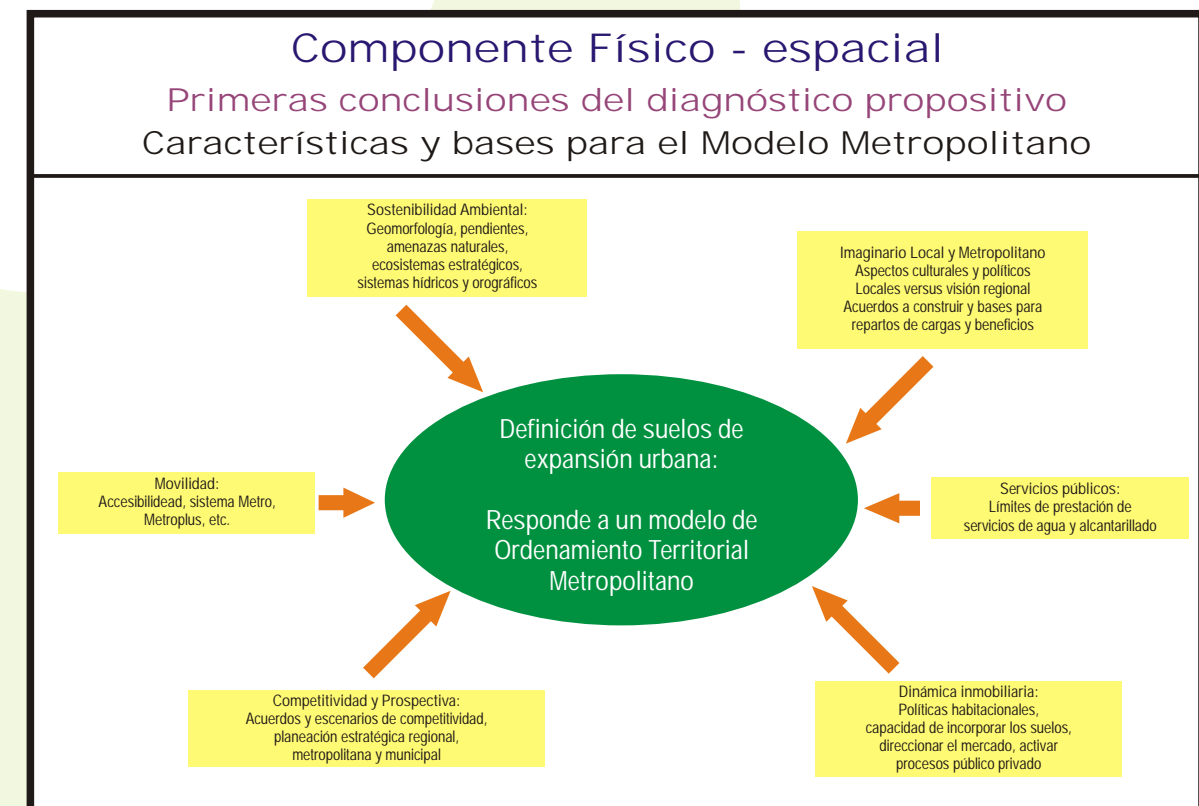 Componente Físico - espacial
Primeras conclusiones del diagnóstico propositivo
Características y bases para el Modelo Metropolitano
Sostenibilidad Ambiental:
Geomorfología, pendientes,
amenazas naturales,
ecosistemas estratégicos,
sistemas hídricos y orográficos
Imaginario Local y Metropolitano
Aspectos culturales y políticos
Locales versus visión regional
Acuerdos a construir y bases para
repartos de cargas y beneficios
Definición de suelos de
expansión urbana:
Responde a un modelo de
Ordenamiento Territorial
Metropolitano
Movilidad:
Accesibilidead, sistema Metro,
Metroplus, etc.
Servicios públicos:
Límites de prestación de
servicios de agua y alcantarillado
Competitividad y Prospectiva:
Acuerdos y escenarios de competitividad,
planeación estratégica regional,
metropolitana y municipal
Dinámica inmobiliaria:
Políticas habitacionales,
capacidad de incorporar los suelos,
direccionar el mercado, activar
procesos público privado